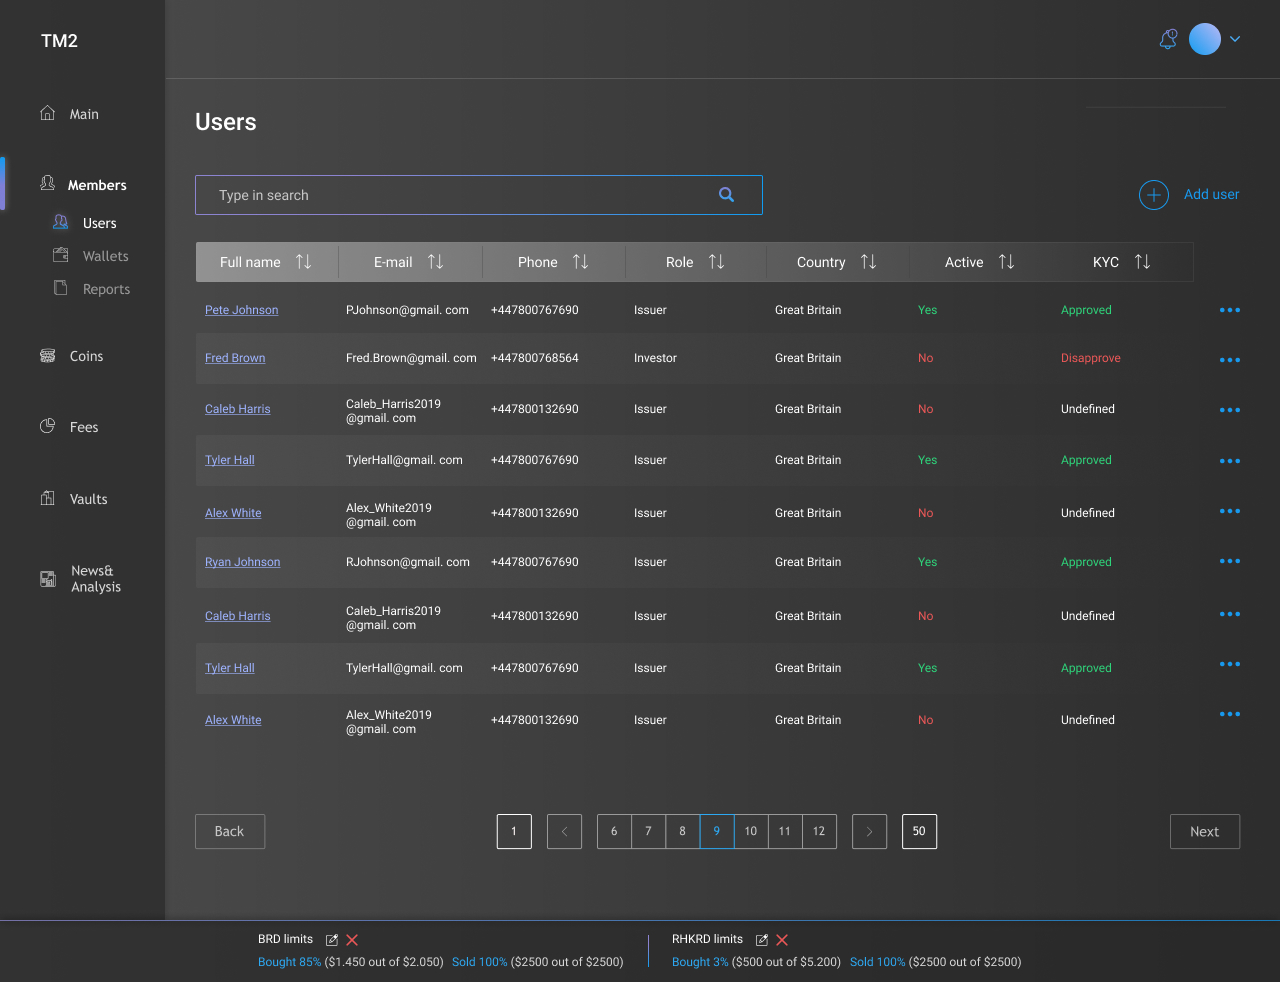 TM2
Main
Members
Users
Wallets
Reports
Coins
Fees
Vaults
News&
Analysis
Users
Type in search
Add user
Full name E-mail Phone Role Country Active KYC
Pete Johnson PJohnson@gmail. com +447800767690 Issuer Great Britain Yes Approved
Fred Brown Fred.Brown@gmail. com +447800768564 Investor Great Britain No Disapprove
Caleb Harris Caleb_Harris2019
@gmail. com +447800132690 Issuer Great Britain No Undefined
Tyler Hall TylerHall@gmail. com +447800767690 Issuer Great Britain Yes Approved
Alex White Alex_White2019
@gmail. com +447800132690 Issuer Great Britain No Undefined
Ryan Johnson RJohnson@gmail. com +447800767690 Issuer Great Britain Yes Approved
Caleb Harris Caleb_Harris2019
@gmail. com +447800132690 Issuer Great Britain No Undefined
Tyler Hall TylerHall@gmail. com +447800767690 Issuer Great Britain Yes Approved
Alex White Alex_White2019
@gmail. com +447800132690 Issuer Great Britain No Undefined
Back 1 < 6 7 8 9 10 11 12 > 50 Next
BRD limits
Bought 85% ($1.450 out of $2.050) Sold 100% ($2500 out of $2500)
RHKRD limits
Bought 3% ($500 out of $5.200) Sold 100% ($2500 out of $2500)